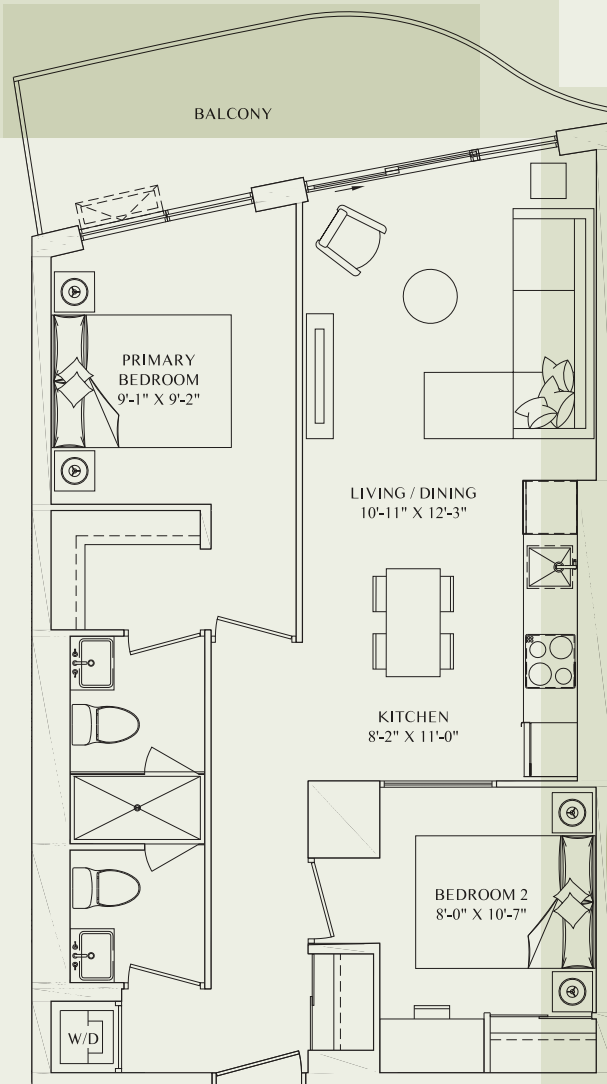 BALCONY
PRIMARY
BEDROOM
9'-1" X 9'-2"
LIVING / DINING
10'-11" X 12'-3"
KITCHEN
8'-2" X 11'-0"
BEDROOM 2
8'-0" X 10'-7"
W/D